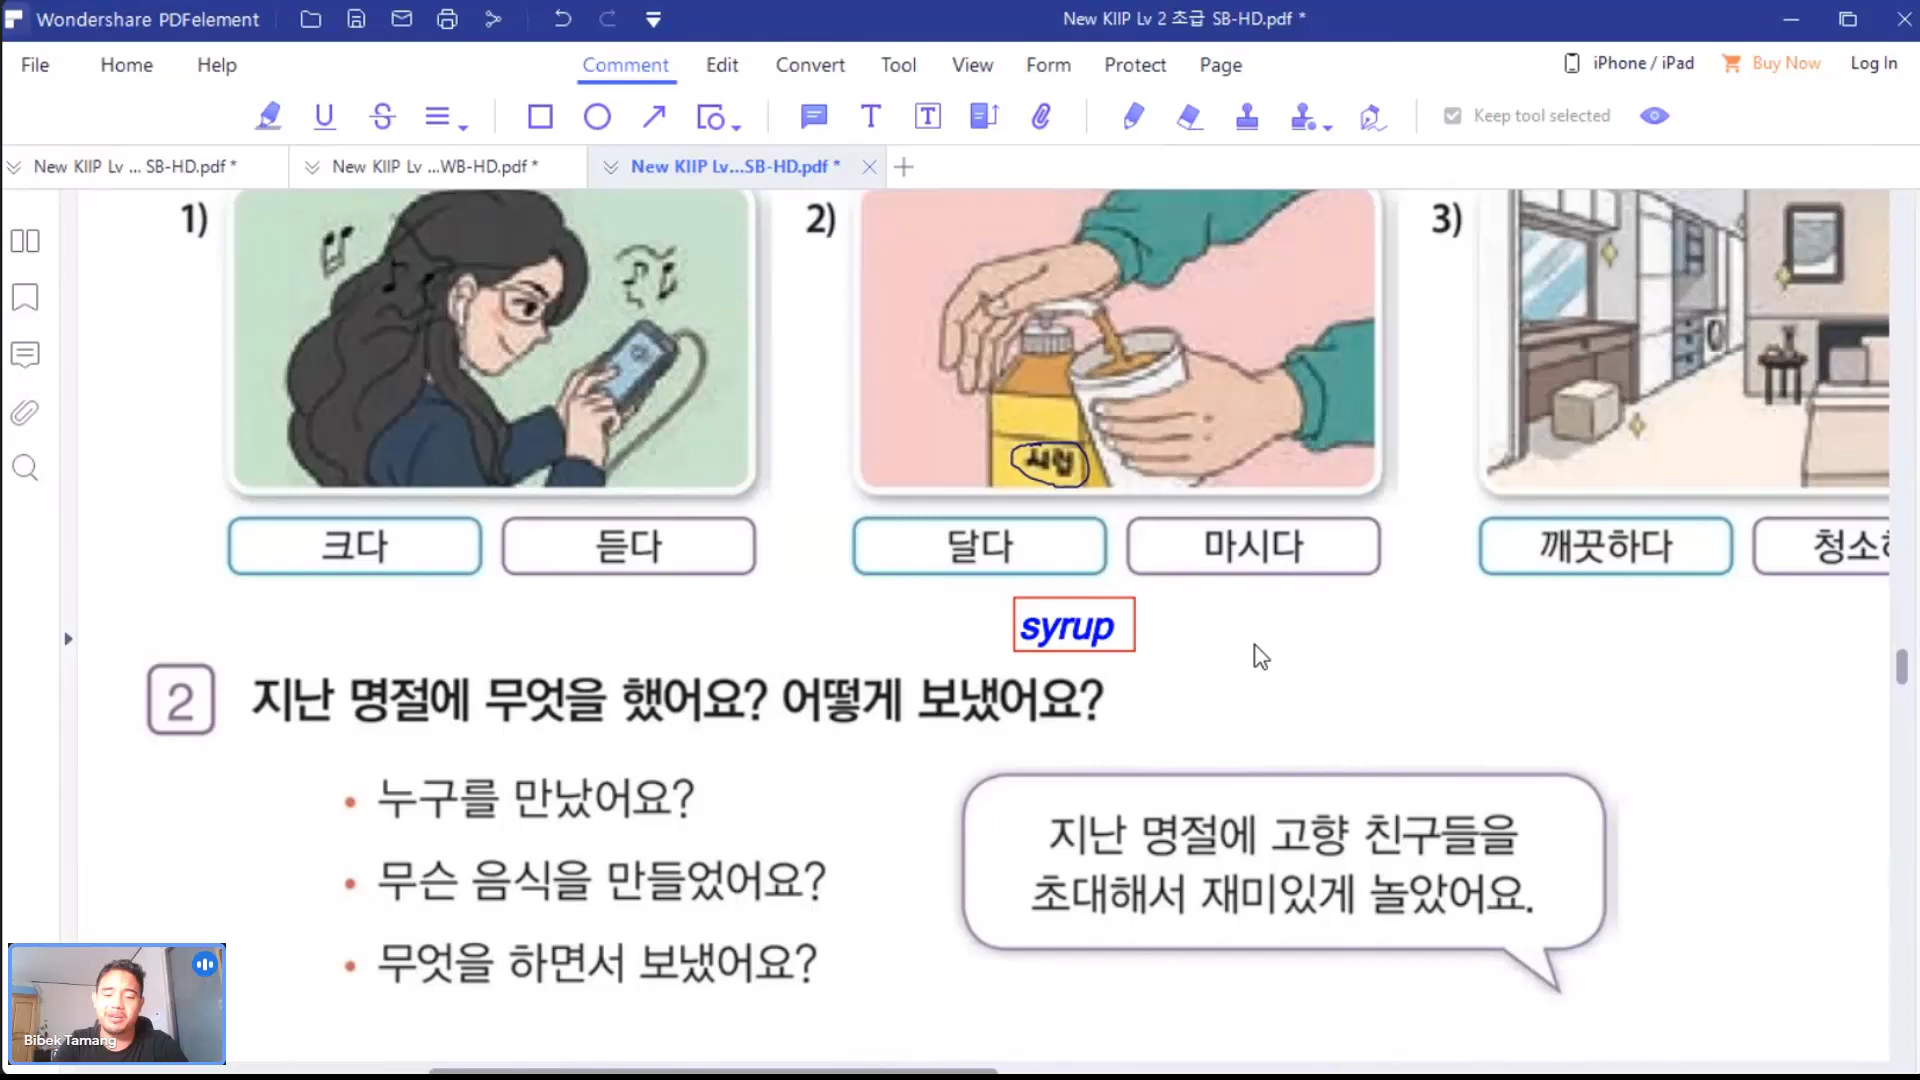 Wondershare PDFelement
New KIIP Lv 2 초급 SB-HD.pdf *
File Home Help Comment Edit Convert Tool View Form Protect Page iPhone / iPad Buy Now Log In
Keep tool selected
New KIIP Lv ... SB-HD.pdf * New KIIP Lv ...WB-HD.pdf * New KIIP Lv...SB-HD.pdf *
1) 2) 3)
시럽
크다 듣다 달다 마시다 깨끗하다
syrup
2 지난 명절에 무엇을 했어요? 어떻게 보냈어요?
• 누구를 만났어요?
• 무슨 음식을 만들었어요?
• 무엇을 하면서 보냈어요?
지난 명절에 고향 친구들을
초대해서 재미있게 놀았어요.
Bibek Tamang